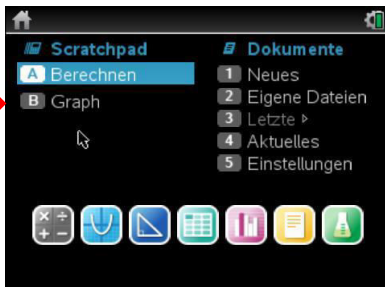 Scratchpad
A Berechnen
B Graph
Dokumente
1 Neues
2 Eigene Dateien
3 Letzte ▹
4 Aktuelles
5 Einstellungen